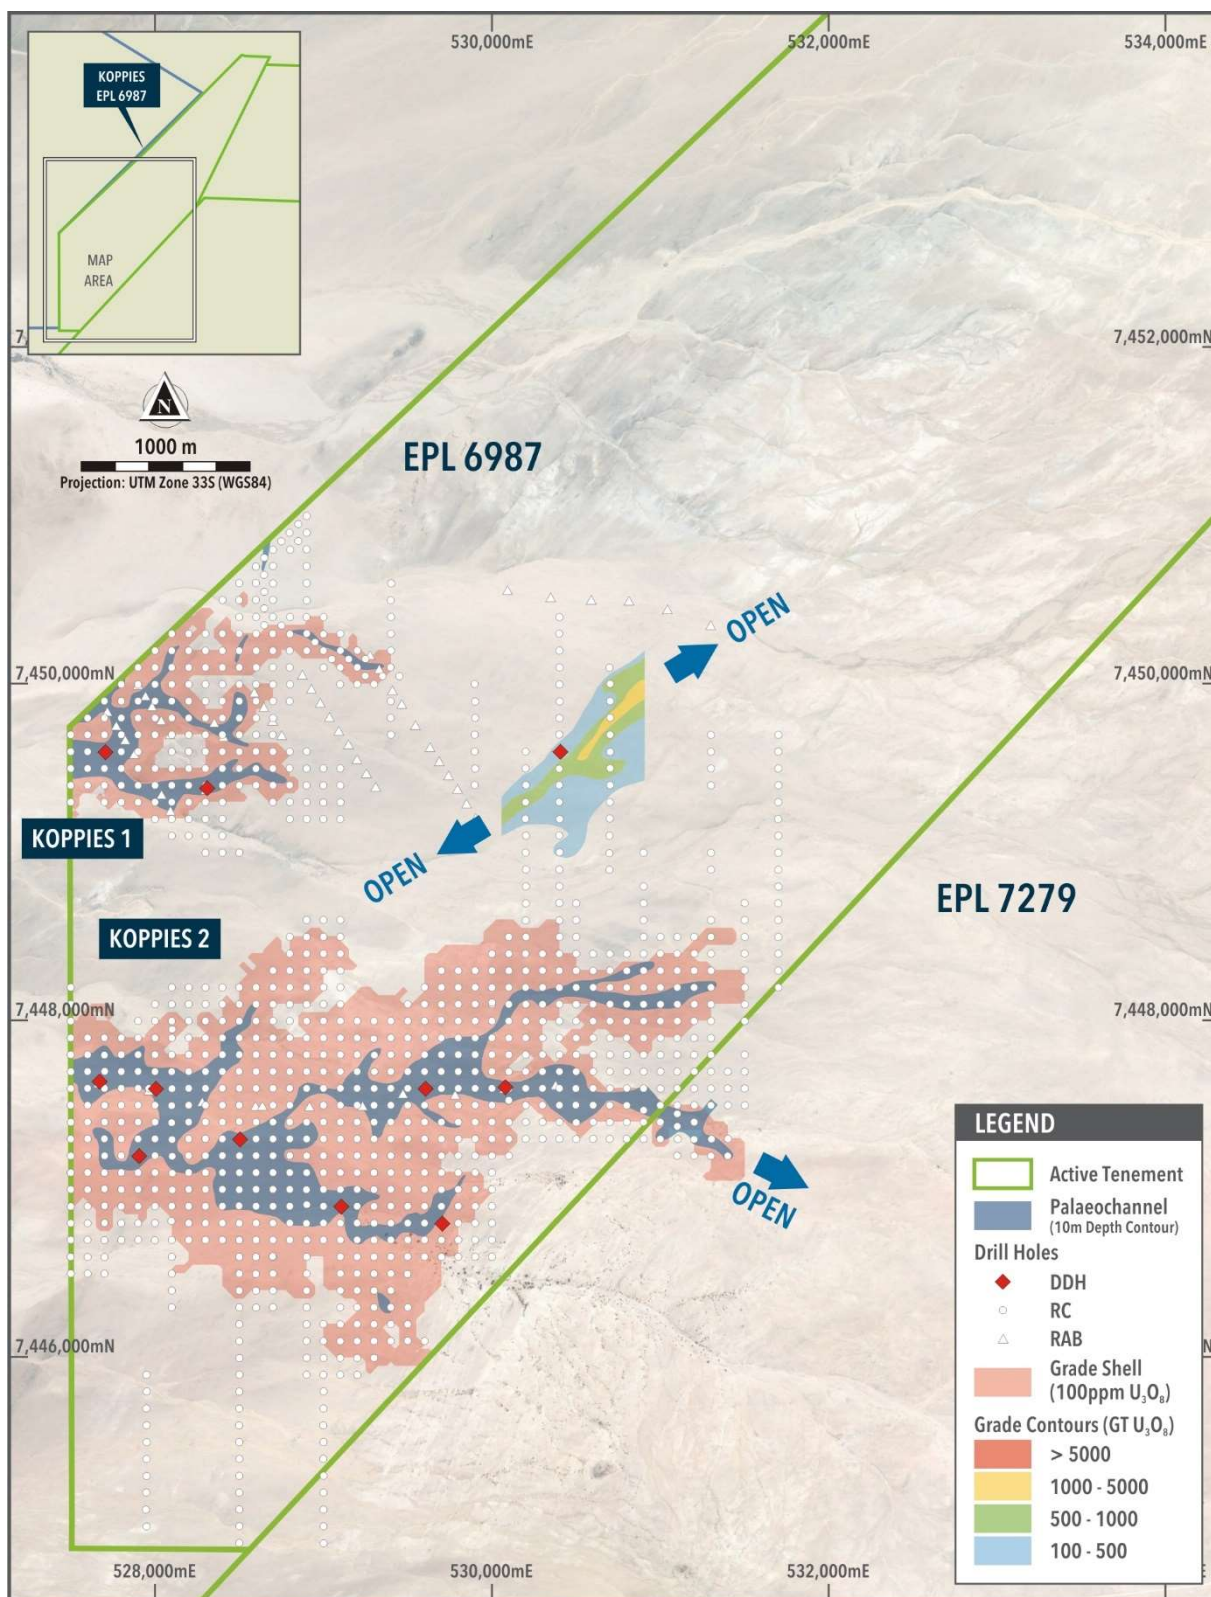 530,000mE
532,000mE
534,000mE
KOPPIES
EPL 6987
MAP
AREA
7,
7,452,000mN
N
1000 m
Projection: UTM Zone 33S (WGS84)
EPL 6987
OPEN
7,450,000mN
7,450,000mN
KOPPIES 1
OPEN
EPL 7279
KOPPIES 2
7,448,000mN
7,448,000mN
OPEN
7,446,000mN
N
LEGEND
Active Tenement
Palaeochannel
(10m Depth Contour)
Drill Holes
DDH
RC
RAB
Grade Shell
(100ppm U₃O₈)
Grade Contours (GT U₃O₈)
> 5000
1000 - 5000
500 - 1000
100 - 500
528,000mE
530,000mE
532,000mE